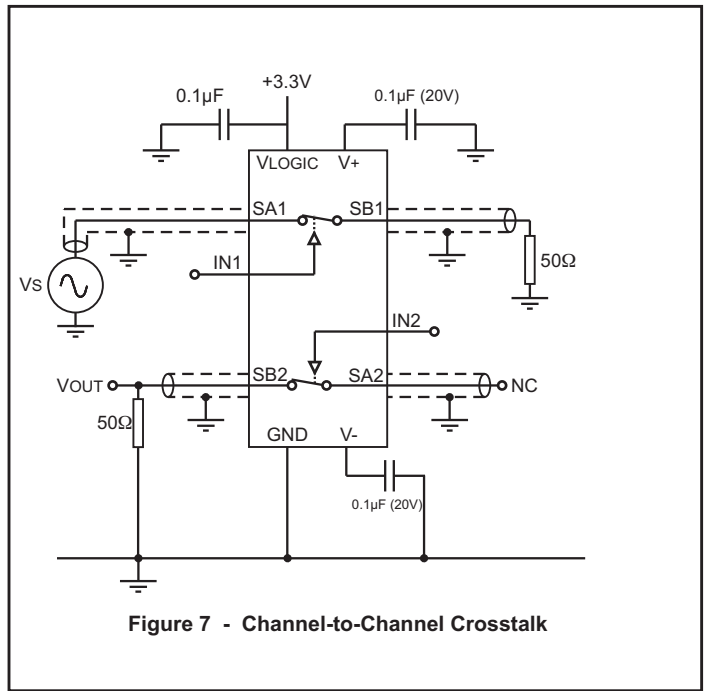 +3.3V
0.1µF
0.1µF (20V)
VLOGIC
V+
SA1
SB1
50Ω
IN1
VS
IN2
SB2
SA2
VOUT
NC
50Ω
GND
V-
0.1µF (20V)
Figure 7 - Channel-to-Channel Crosstalk